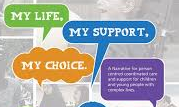 MY LIFE,
MY SUPPORT,
MY CHOICE.
A Narrative for person
centred coordinated care
and support for children
and young people with
complex lives.